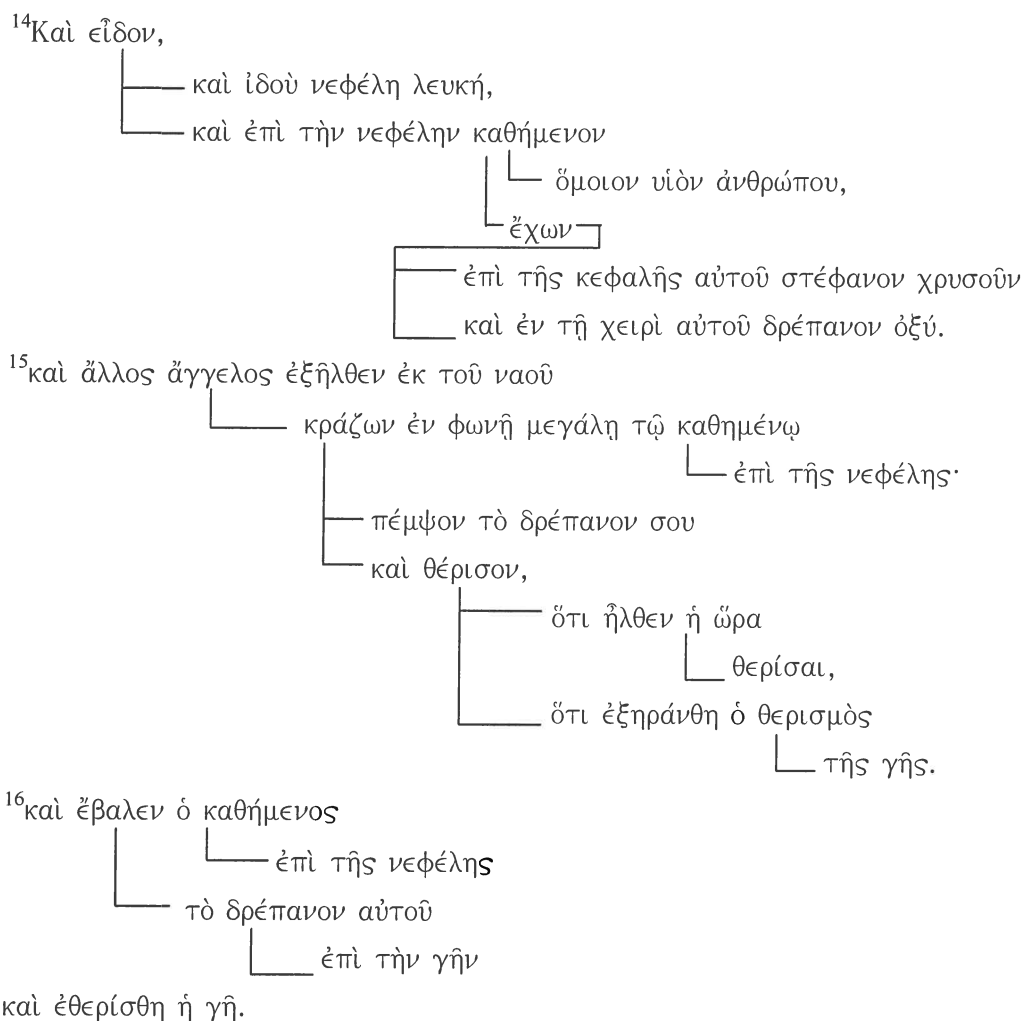 14Καὶ εἶδον,
καὶ ἰδοὺ νεφέλη λευκή,
καὶ ἐπὶ τὴν νεφέλην καθήμενον
ὅμοιον υἱὸν ἀνθρώπου,
ἔχων
ἐπὶ τῆς κεφαλῆς αὐτοῦ στέφανον χρυσοῦν
καὶ ἐν τῇ χειρὶ αὐτοῦ δρέπανον ὀξύ.
15καὶ ἄλλος ἄγγελος ἐξῆλθεν ἐκ τοῦ ναοῦ
κράζων ἐν φωνῇ μεγάλῃ τῷ καθημένῳ
ἐπὶ τῆς νεφέλης·
πέμψον τὸ δρέπανον σου
καὶ θέρισον,
ὅτι ἦλθεν ἡ ὥρα
θερίσαι,
ὅτι ἐξηράνθη ὁ θερισμὸς
τῆς γῆς.
16καὶ ἔβαλεν ὁ καθήμενος
ἐπὶ τῆς νεφέλης
τὸ δρέπανον αὐτοῦ
ἐπὶ τὴν γῆν
καὶ ἐθερίσθη ἡ γῆ.